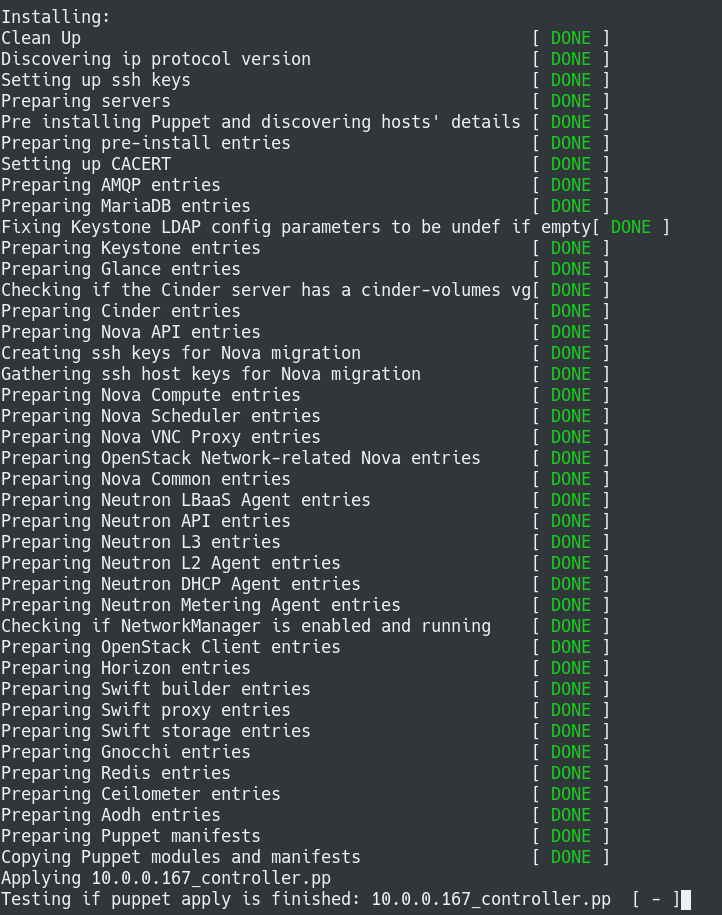 Installing:
Clean Up                                             [ DONE ]
Discovering ip protocol version                      [ DONE ]
Setting up ssh keys                                  [ DONE ]
Preparing servers                                    [ DONE ]
Pre installing Puppet and discovering hosts' details [ DONE ]
Preparing pre-install entries                        [ DONE ]
Setting up CACERT                                    [ DONE ]
Preparing AMQP entries                               [ DONE ]
Preparing MariaDB entries                            [ DONE ]
Fixing Keystone LDAP config parameters to be undef if empty[ DONE ]
Preparing Keystone entries                           [ DONE ]
Preparing Glance entries                             [ DONE ]
Checking if the Cinder server has a cinder-volumes vg[ DONE ]
Preparing Cinder entries                             [ DONE ]
Preparing Nova API entries                           [ DONE ]
Creating ssh keys for Nova migration                 [ DONE ]
Gathering ssh host keys for Nova migration           [ DONE ]
Preparing Nova Compute entries                       [ DONE ]
Preparing Nova Scheduler entries                     [ DONE ]
Preparing Nova VNC Proxy entries                     [ DONE ]
Preparing OpenStack Network-related Nova entries     [ DONE ]
Preparing Nova Common entries                        [ DONE ]
Preparing Neutron LBaaS Agent entries                [ DONE ]
Preparing Neutron API entries                        [ DONE ]
Preparing Neutron L3 entries                         [ DONE ]
Preparing Neutron L2 Agent entries                   [ DONE ]
Preparing Neutron DHCP Agent entries                 [ DONE ]
Preparing Neutron Metering Agent entries             [ DONE ]
Checking if NetworkManager is enabled and running    [ DONE ]
Preparing OpenStack Client entries                   [ DONE ]
Preparing Horizon entries                            [ DONE ]
Preparing Swift builder entries                      [ DONE ]
Preparing Swift proxy entries                        [ DONE ]
Preparing Swift storage entries                      [ DONE ]
Preparing Gnocchi entries                            [ DONE ]
Preparing Redis entries                              [ DONE ]
Preparing Ceilometer entries                         [ DONE ]
Preparing Aodh entries                               [ DONE ]
Preparing Puppet manifests                           [ DONE ]
Copying Puppet modules and manifests                 [ DONE ]
Applying 10.0.0.167_controller.pp
Testing if puppet apply is finished: 10.0.0.167_controller.pp  [ - ]